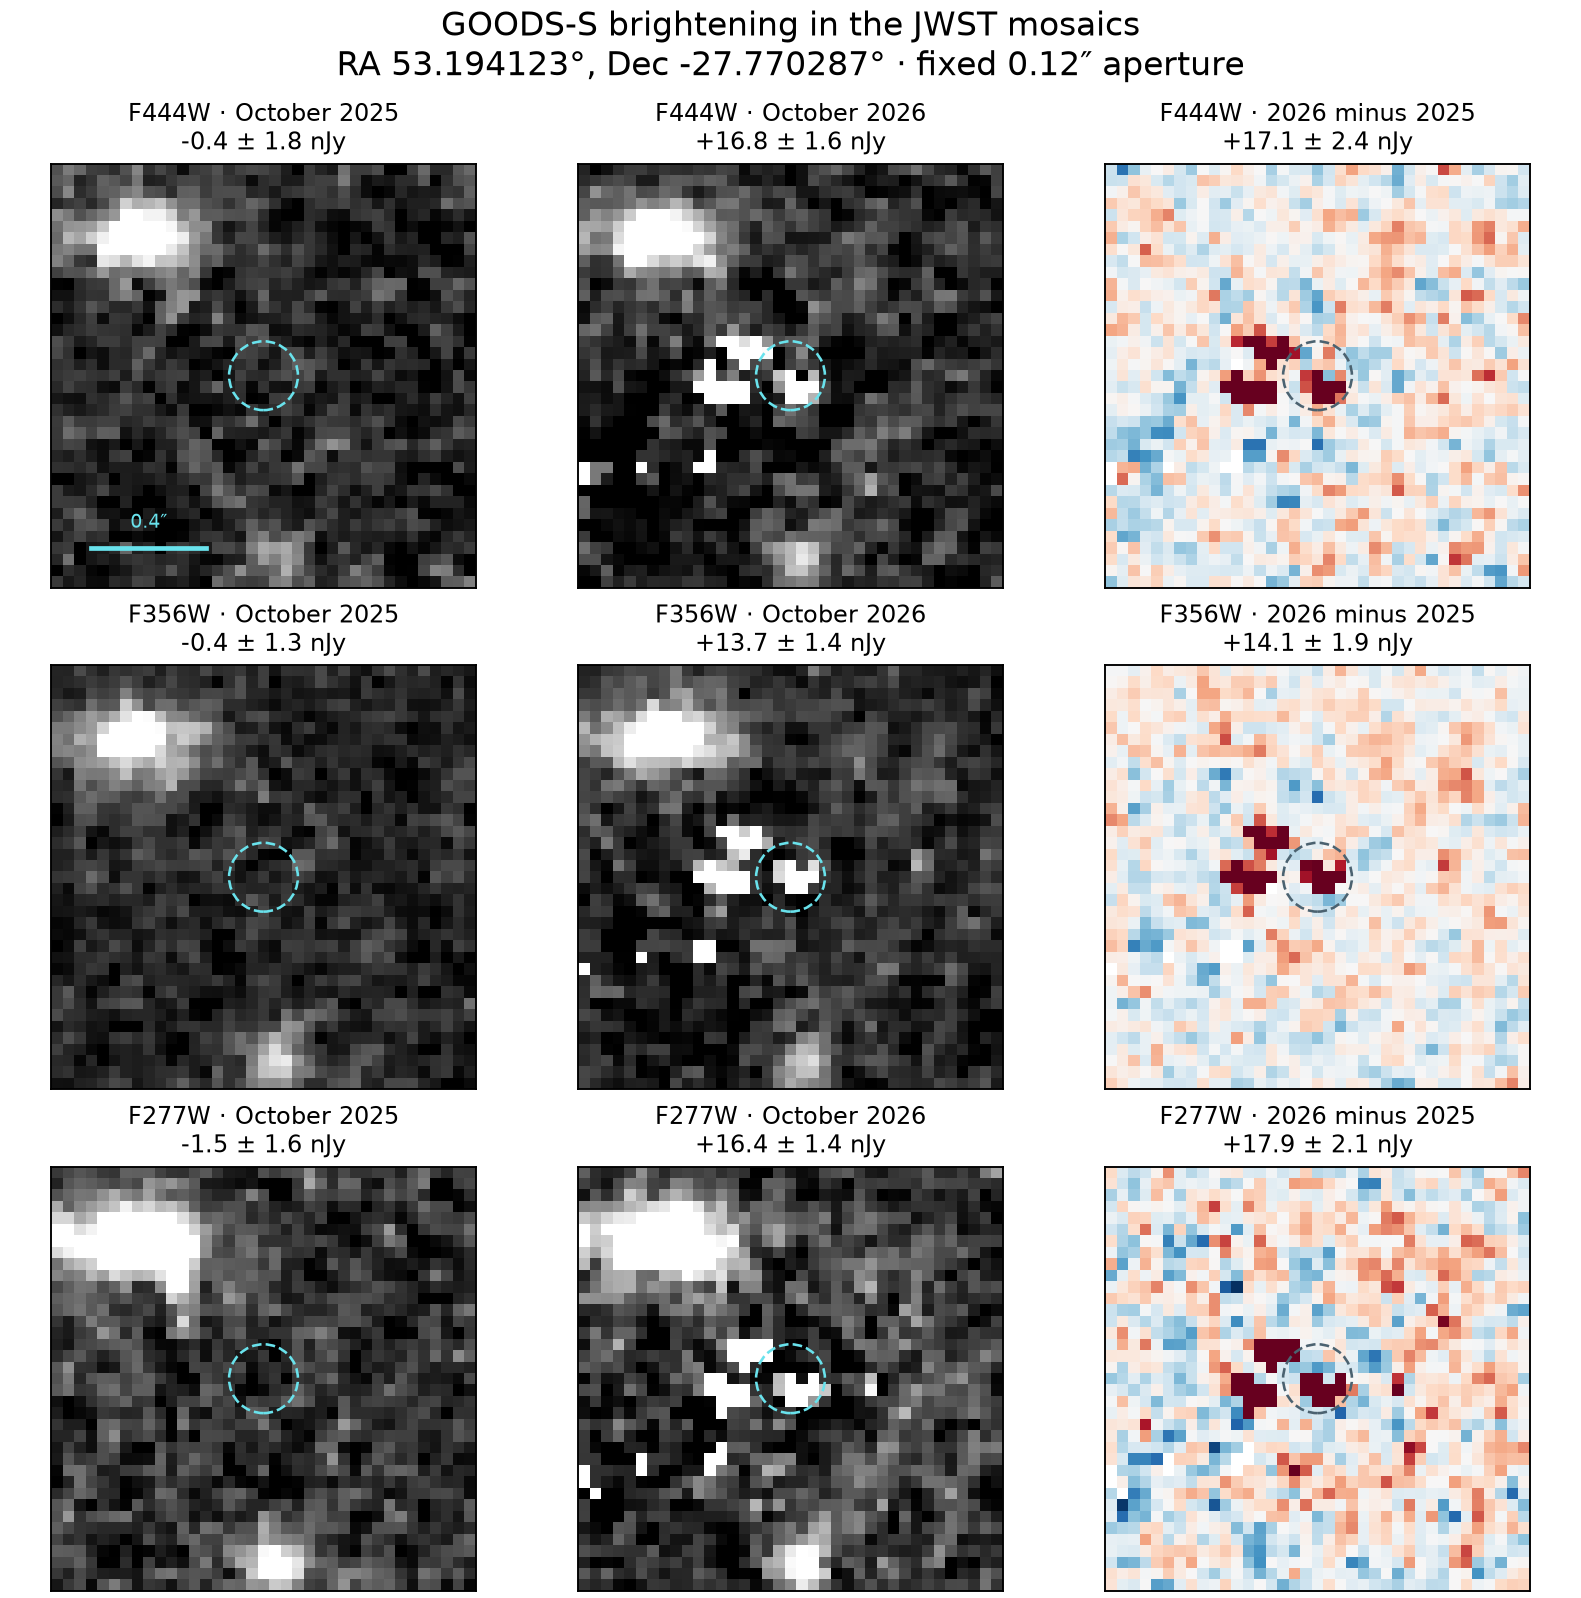 GOODS-S brightening in the JWST mosaics
RA 53.194123°, Dec -27.770287° · fixed 0.12″ aperture
F444W · October 2025
-0.4 ± 1.8 nJy
F444W · October 2026
+16.8 ± 1.6 nJy
F444W · 2026 minus 2025
+17.1 ± 2.4 nJy
0.4″
F356W · October 2025
-0.4 ± 1.3 nJy
F356W · October 2026
+13.7 ± 1.4 nJy
F356W · 2026 minus 2025
+14.1 ± 1.9 nJy
F277W · October 2025
-1.5 ± 1.6 nJy
F277W · October 2026
+16.4 ± 1.4 nJy
F277W · 2026 minus 2025
+17.9 ± 2.1 nJy